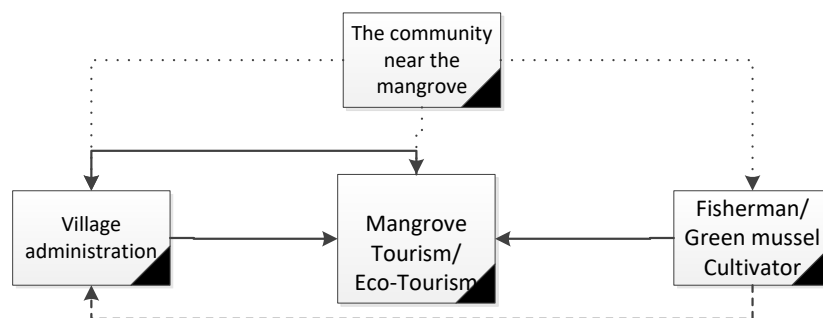 The community
near the
mangrove
Village
administration
Mangrove
Tourism/
Eco-Tourism
Fisherman/
Green mussel
Cultivator